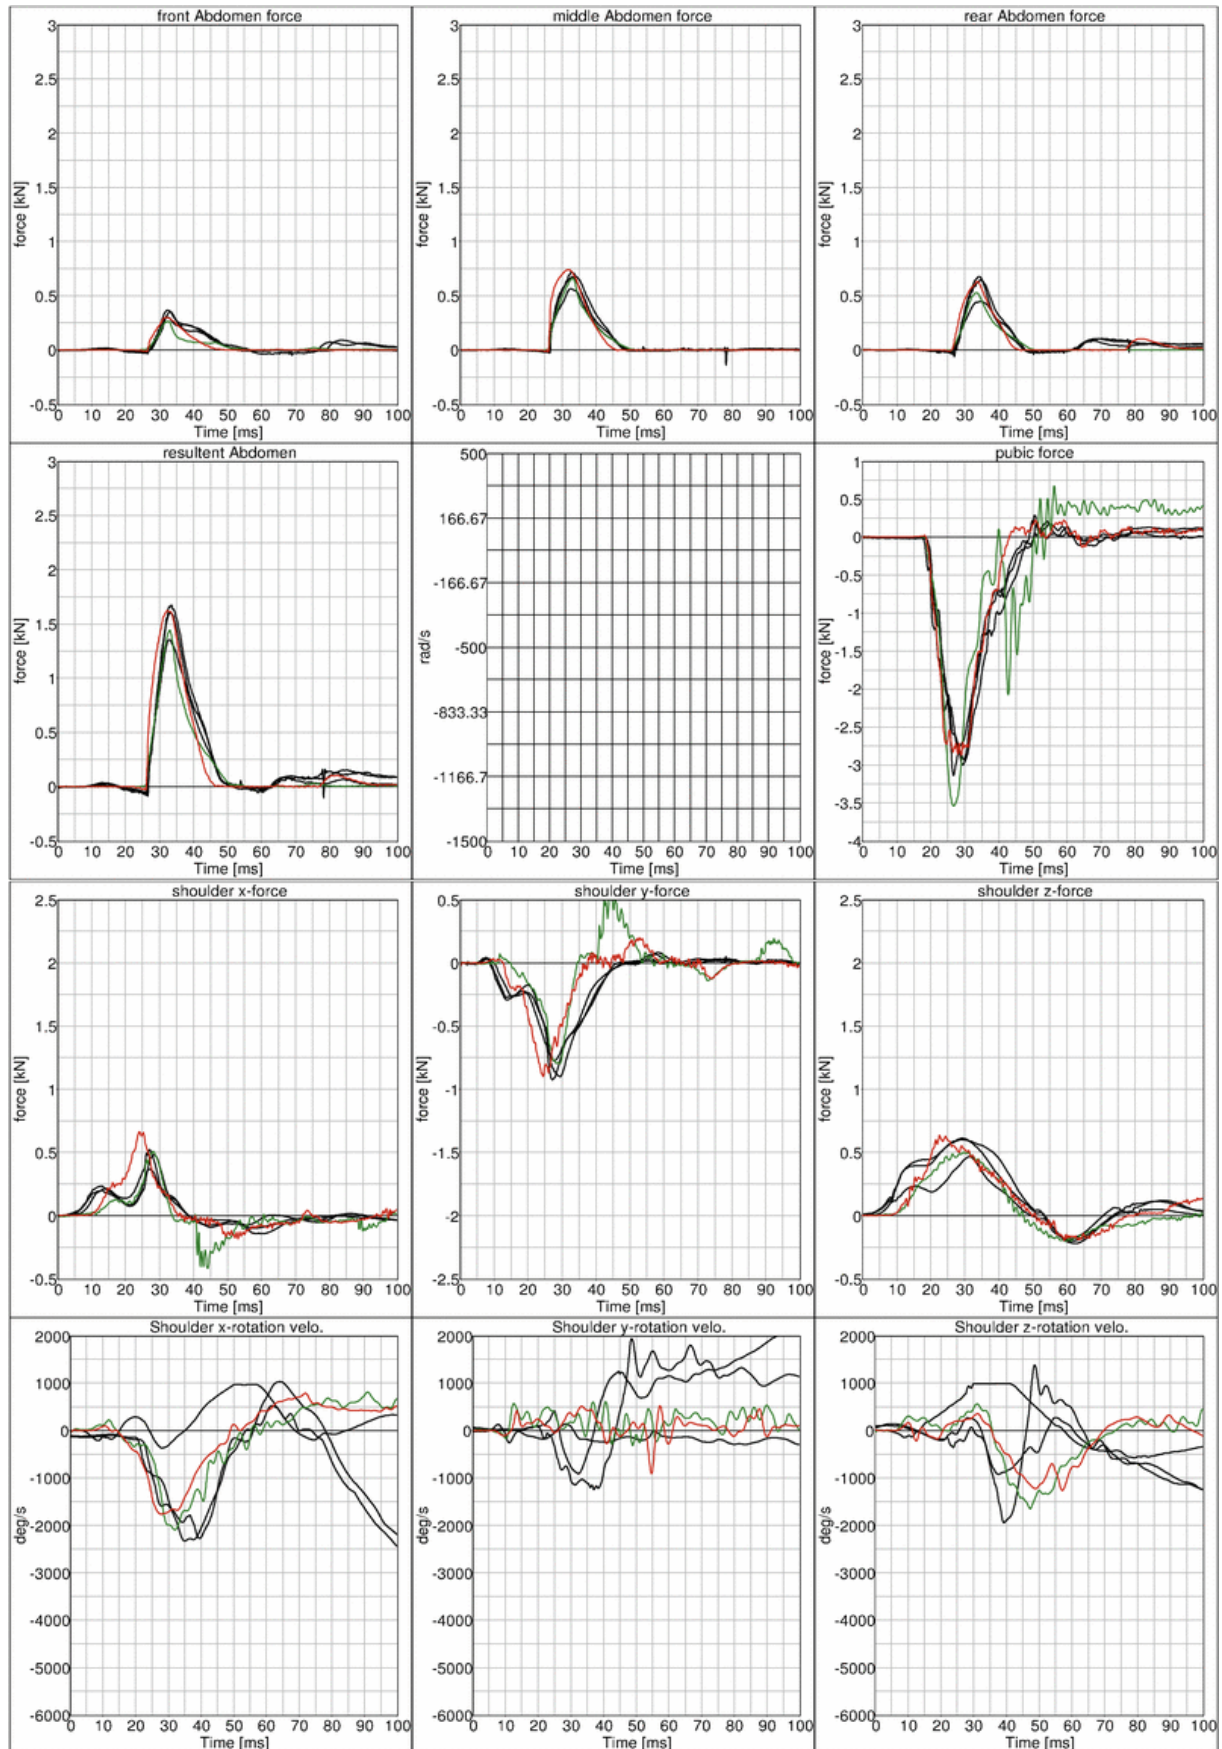 front Abdomen force
3
2.5
2
1.5
1
0.5
0
-0.5
force [kN]
0 10 20 30 40 50 60 70 80 90 100
Time [ms]
middle Abdomen force
3
2.5
2
1.5
1
0.5
0
-0.5
force [kN]
0 10 20 30 40 50 60 70 80 90 100
Time [ms]
rear Abdomen force
3
2.5
2
1.5
1
0.5
0
-0.5
force [kN]
0 10 20 30 40 50 60 70 80 90 100
Time [ms]
resultent Abdomen
3
2.5
2
1.5
1
0.5
0
-0.5
force [kN]
0 10 20 30 40 50 60 70 80 90 100
Time [ms]
500
166.67
-166.67
-500
-833.33
-1166.7
-1500
rad/s
0 10 20 30 40 50 60 70 80 90 100
pubic force
1
0.5
0
-0.5
-1
-1.5
-2
-2.5
-3
-3.5
-4
force [kN]
0 10 20 30 40 50 60 70 80 90 100
Time [ms]
shoulder x-force
2.5
2
1.5
1
0.5
0
-0.5
force [kN]
0 10 20 30 40 50 60 70 80 90 100
Time [ms]
shoulder y-force
0.5
0
-0.5
-1
-1.5
-2
-2.5
force [kN]
0 10 20 30 40 50 60 70 80 90 100
Time [ms]
shoulder z-force
2.5
2
1.5
1
0.5
0
-0.5
force [kN]
0 10 20 30 40 50 60 70 80 90 100
Time [ms]
Shoulder x-rotation velo.
2000
1000
0
-1000
-2000
-3000
-4000
-5000
-6000
deg/s
0 10 20 30 40 50 60 70 80 90 100
Time [ms]
Shoulder y-rotation velo.
2000
1000
0
-1000
-2000
-3000
-4000
-5000
-6000
deg/s
0 10 20 30 40 50 60 70 80 90 100
Time [ms]
Shoulder z-rotation velo.
2000
1000
0
-1000
-2000
-3000
-4000
-5000
-6000
deg/s
0 10 20 30 40 50 60 70 80 90 100
Time [ms]